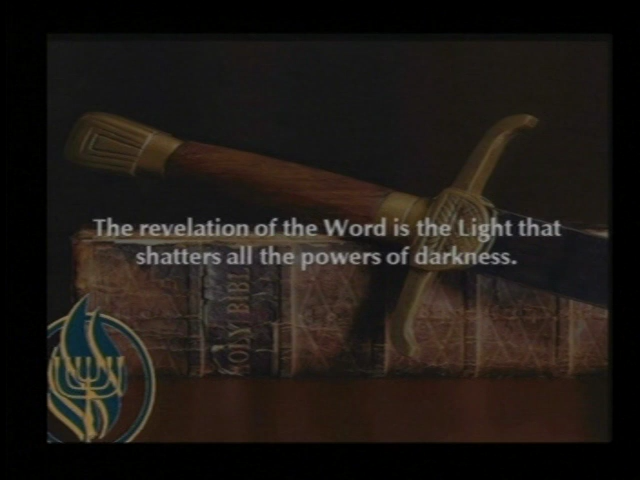 The revelation of the Word is the Light that
shatters all the powers of darkness.
HOLY BIBLE